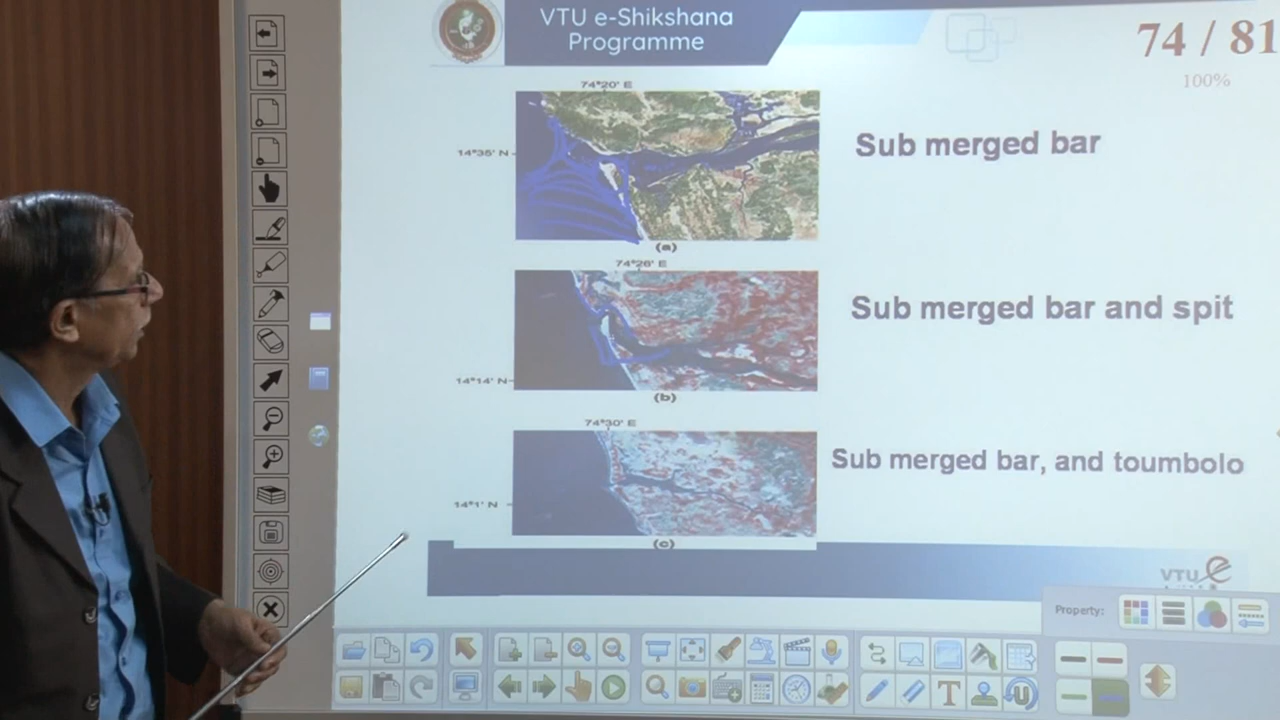 VTU e-Shikshana
Programme
74 / 81
100%
74°20' E
14°35' N
(a)
Sub merged bar
74°26' E
14°14' N
(b)
Sub merged bar and spit
74°30' E
14°1' N
(c)
Sub merged bar, and toumbolo
VTU e
Property:
T